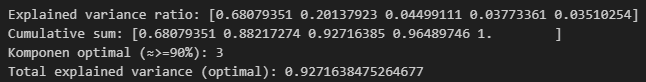 Explained variance ratio: [0.68079351 0.20137923 0.04499111 0.03773361 0.03510254]
Cumulative sum: [0.68079351 0.88217274 0.92716385 0.96489746 1.        ]
Komponen optimal (≈>=90%): 3
Total explained variance (optimal): 0.9271638475264677